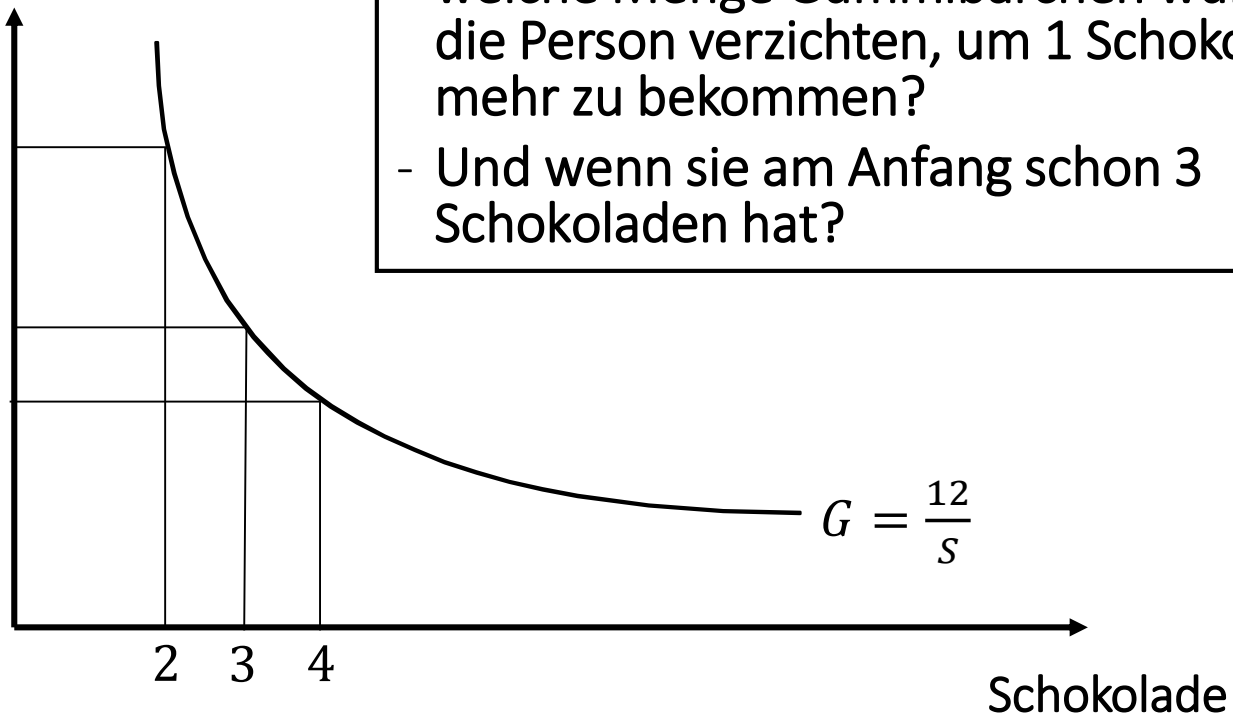 die Person verzichten, um 1
mehr zu bekommen?
- Und wenn sie am Anfang schon 3
Schokoladen hat?
G = 12/S
2 3 4
Schokolade